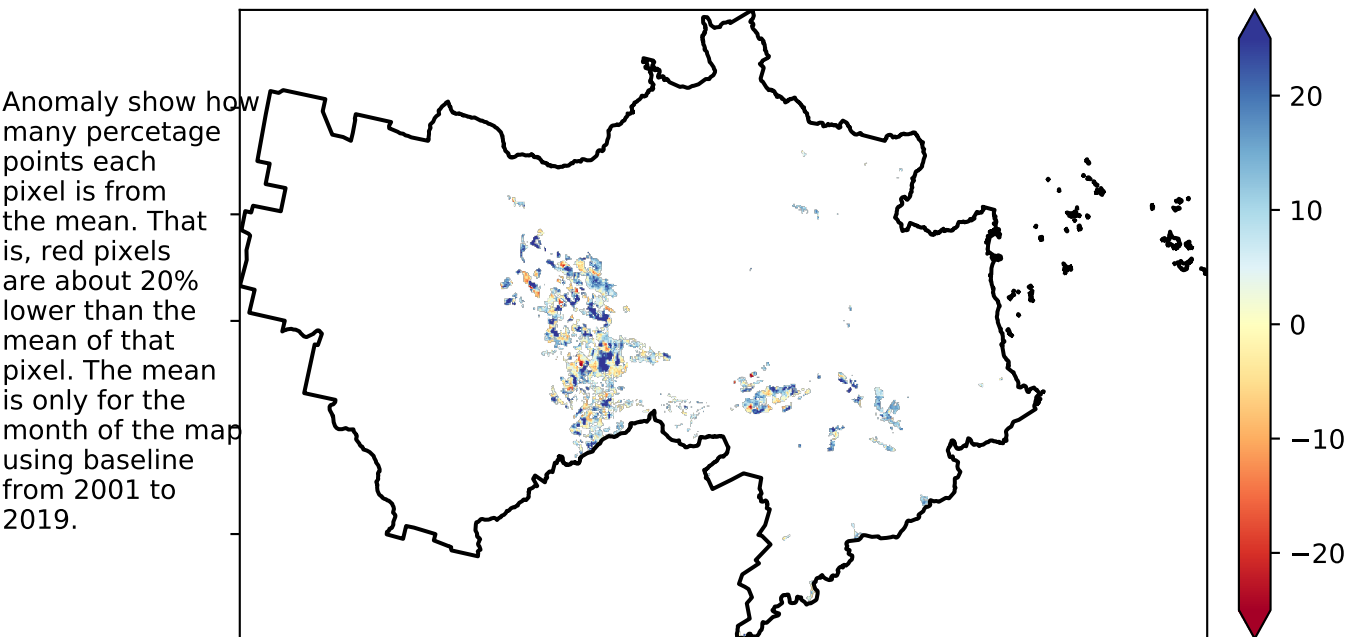 Anomaly show how
many percetage
points each
pixel is from
the mean. That
is, red pixels
are about 20%
lower than the
mean of that
pixel. The mean
is only for the
month of the map
using baseline
from 2001 to
2019.
20
10
0
−10
−20